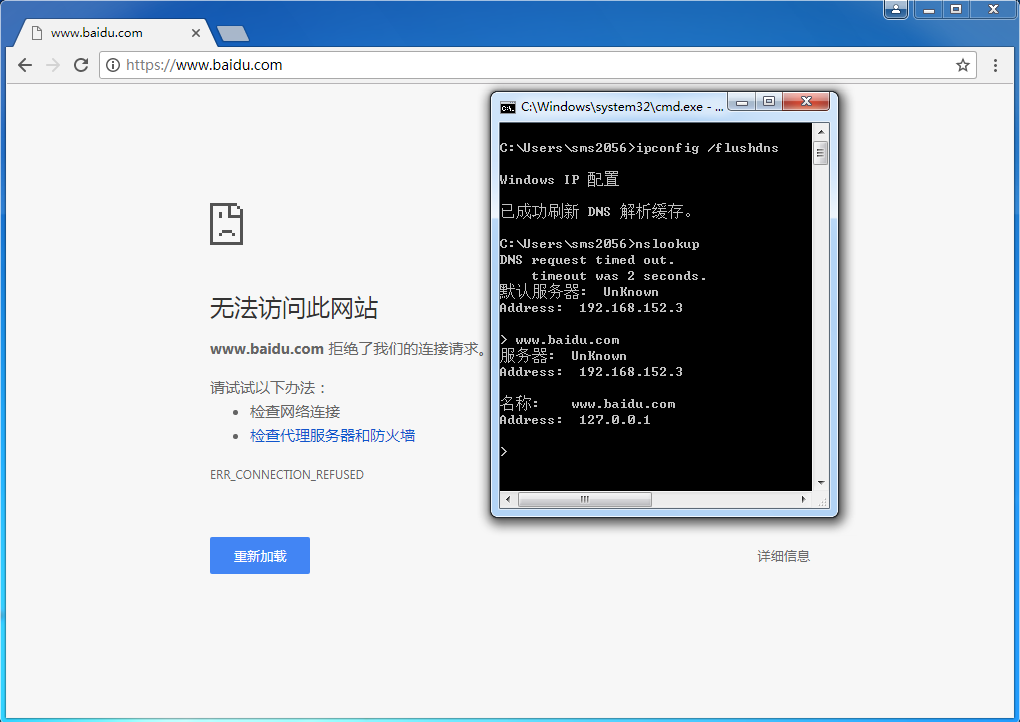 www.baidu.com
https://www.baidu.com
无法访问此网站
www.baidu.com 拒绝了我们的连接请求。
请试试以下办法：
检查网络连接
检查代理服务器和防火墙
ERR_CONNECTION_REFUSED
重新加载
详细信息
C:\Windows\system32\cmd.exe - ...
C:\Users\sms2056>ipconfig /flushdns
Windows IP 配置
已成功刷新 DNS 解析缓存。
C:\Users\sms2056>nslookup
DNS request timed out.
timeout was 2 seconds.
默认服务器:  UnKnown
Address:  192.168.152.3
> www.baidu.com
服务器:  UnKnown
Address:  192.168.152.3
名称:    www.baidu.com
Address:  127.0.0.1
>